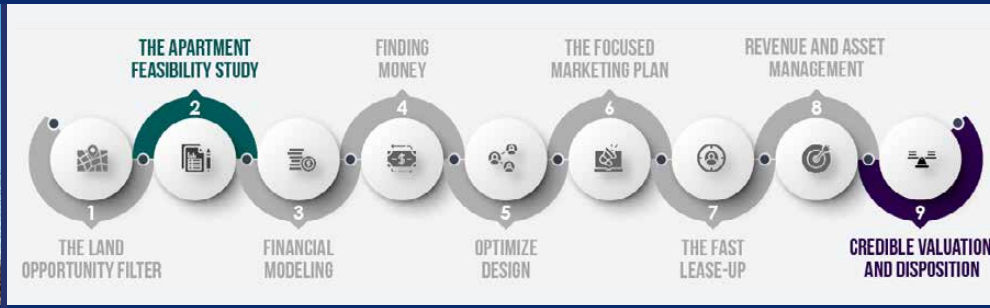 THE APARTMENT
FEASIBILITY STUDY
FINDING
MONEY
THE FOCUSED
MARKETING PLAN
REVENUE AND ASSET
MANAGEMENT
2
4
6
8
$
1
3
5
7
9
THE LAND
OPPORTUNITY FILTER
FINANCIAL
MODELING
OPTIMIZE
DESIGN
THE FAST
LEASE-UP
CREDIBLE VALUATION
AND DISPOSITION